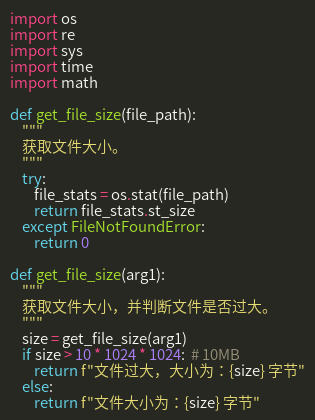 import os
import re
import sys
import time
import math

def get_file_size(file_path):
    """
    获取文件大小。
    """
    try:
        file_stats = os.stat(file_path)
        return file_stats.st_size
    except FileNotFoundError:
        return 0

def get_file_size(arg1):
    """
    获取文件大小，并判断文件是否过大。
    """
    size = get_file_size(arg1)
    if size > 10 * 1024 * 1024:  # 10MB
        return f"文件过大，大小为：{size} 字节"
    else:
        return f"文件大小为：{size} 字节"